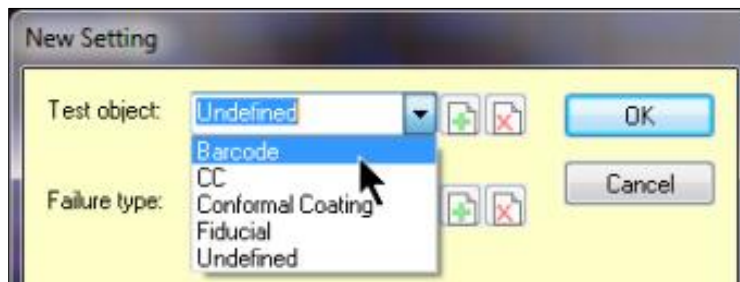 New Setting
Test object: Undefined OK
Barcode
CC
Failure type: Conformal Coating Cancel
Fiducial
Undefined